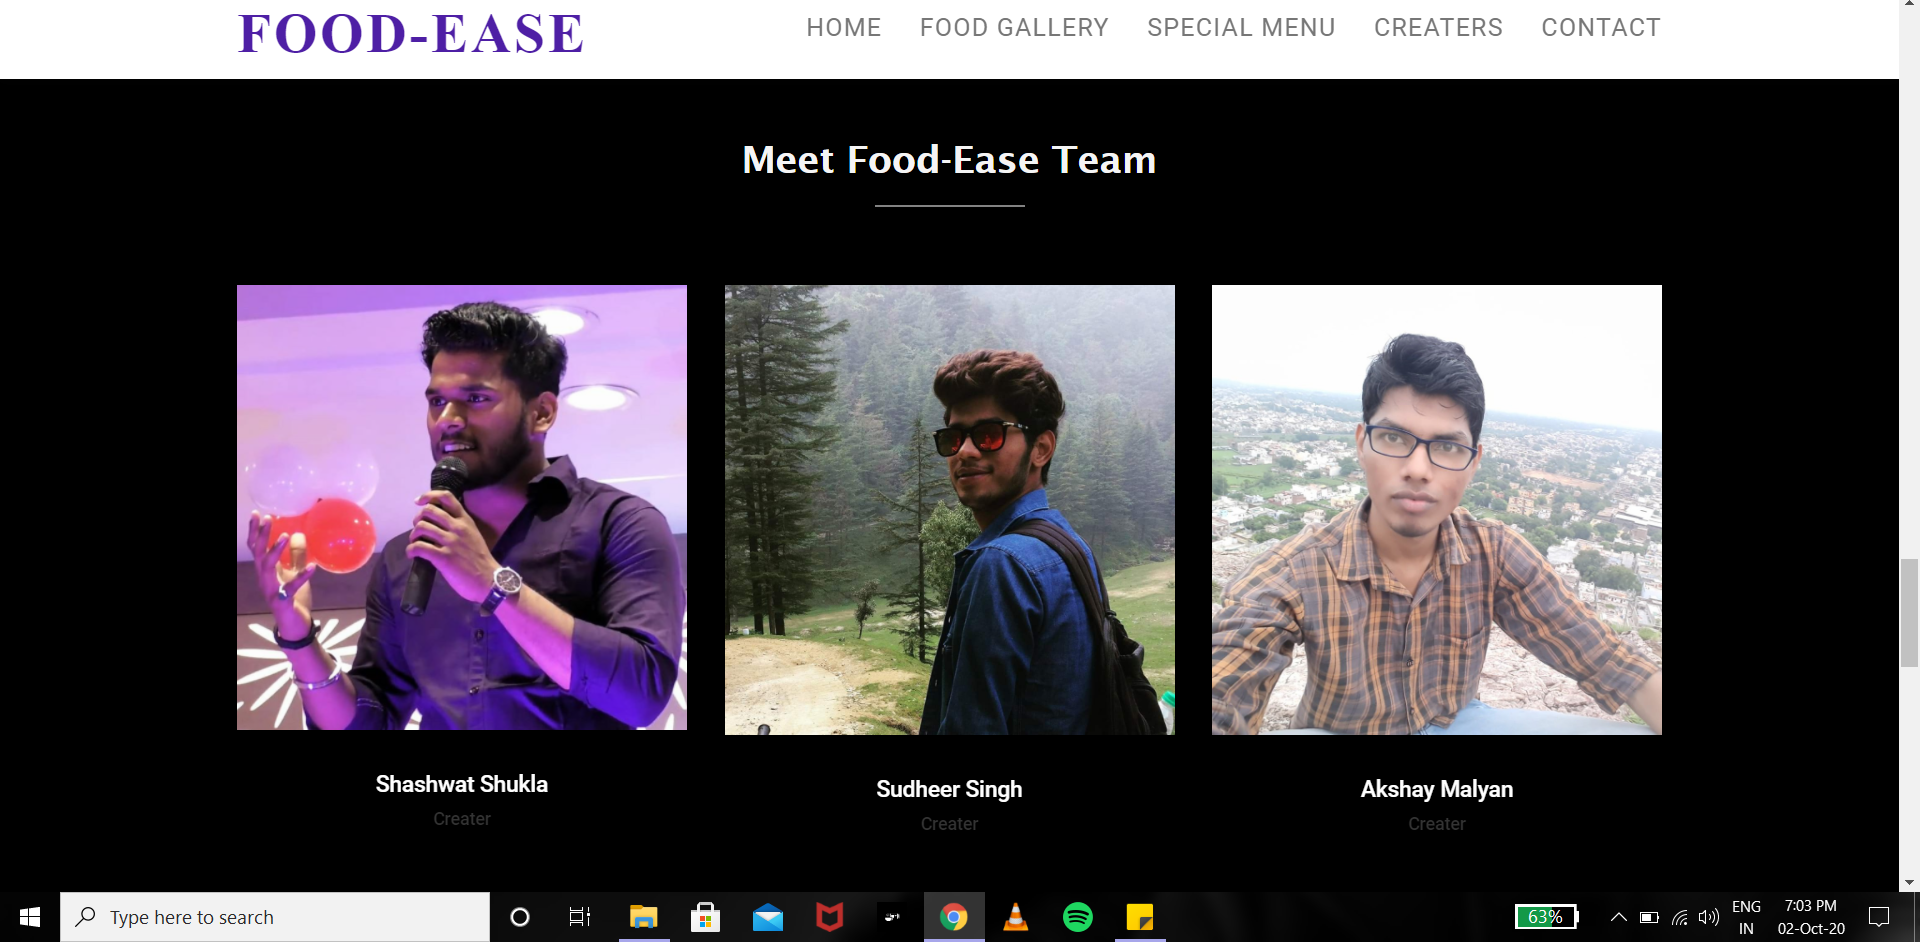 FOOD-EASE
HOME FOOD GALLERY SPECIAL MENU CREATERS CONTACT
Meet Food-Ease Team
Shashwat Shukla
Creater
Sudheer Singh
Creater
Akshay Malyan
Creater
Type here to search
63%
ENG
IN
7:03 PM
02-Oct-20